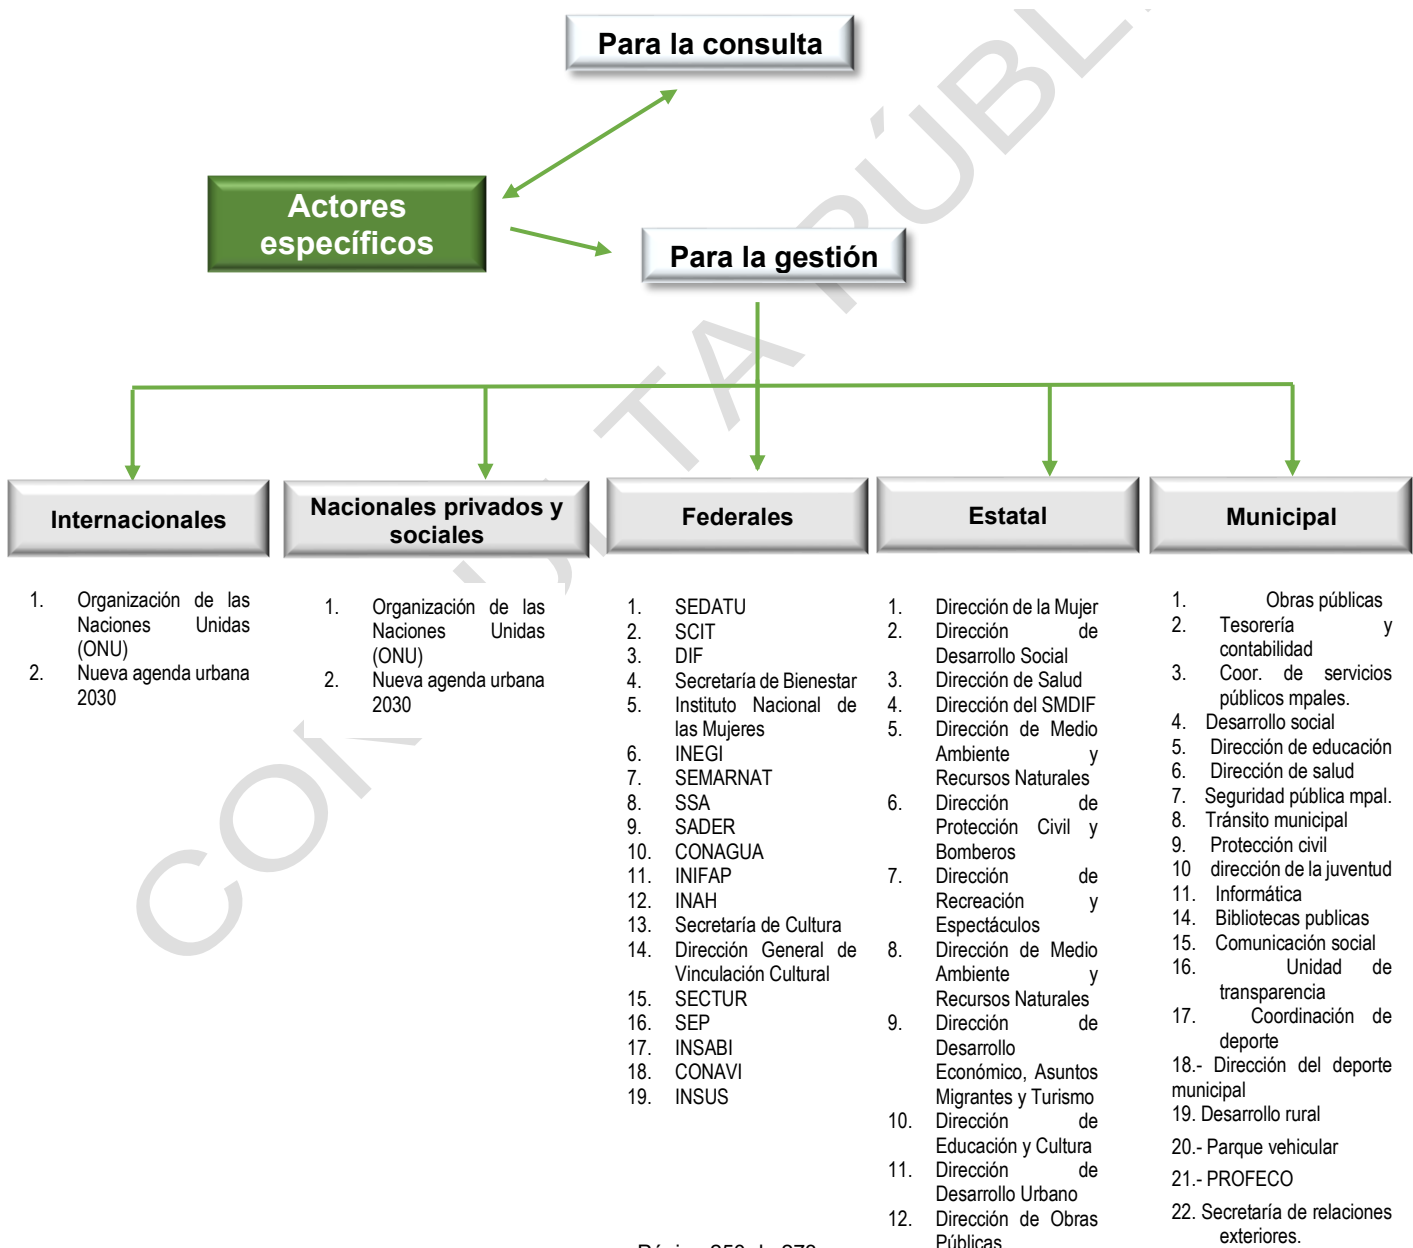 Para la consulta
Actores
específicos
Para la gestión
Internacionales
Nacionales privados y
sociales
Federales
Estatal
Municipal
1. Organización de las
Naciones Unidas
(ONU)
2. Nueva agenda urbana
2030
1. Organización de las
Naciones Unidas
(ONU)
2. Nueva agenda urbana
2030
1. SEDATU
2. SCIT
3. DIF
4. Secretaría de Bienestar
5. Instituto Nacional de
las Mujeres
6. INEGI
7. SEMARNAT
8. SSA
9. SADER
10. CONAGUA
11. INIFAP
12. INAH
13. Secretaría de Cultura
14. Dirección General de
Vinculación Cultural
15. SECTUR
16. SEP
17. INSABI
18. CONAVI
19. INSUS
1. Dirección de la Mujer
2. Dirección de
Desarrollo Social
3. Dirección de Salud
4. Dirección del SMDIF
5. Dirección de Medio
Ambiente y
Recursos Naturales
6. Dirección de
Protección Civil y
Bomberos
7. Dirección de
Recreación y
Espectáculos
8. Dirección de Medio
Ambiente y
Recursos Naturales
9. Dirección de
Desarrollo
Económico, Asuntos
Migrantes y Turismo
10. Dirección de
Educación y Cultura
11. Dirección de
Desarrollo Urbano
12. Dirección de Obras
Públicas
1. Obras públicas
2. Tesorería y
contabilidad
3. Coor. de servicios
públicos mpales.
4. Desarrollo social
5. Dirección de educación
6. Dirección de salud
7. Seguridad pública mpal.
8. Tránsito municipal
9. Protección civil
10 dirección de la juventud
11. Informática
14. Bibliotecas publicas
15. Comunicación social
16. Unidad de
transparencia
17. Coordinación de
deporte
18.- Dirección del deporte
municipal
19. Desarrollo rural
20.- Parque vehicular
21.- PROFECO
22. Secretaría de relaciones
exteriores.